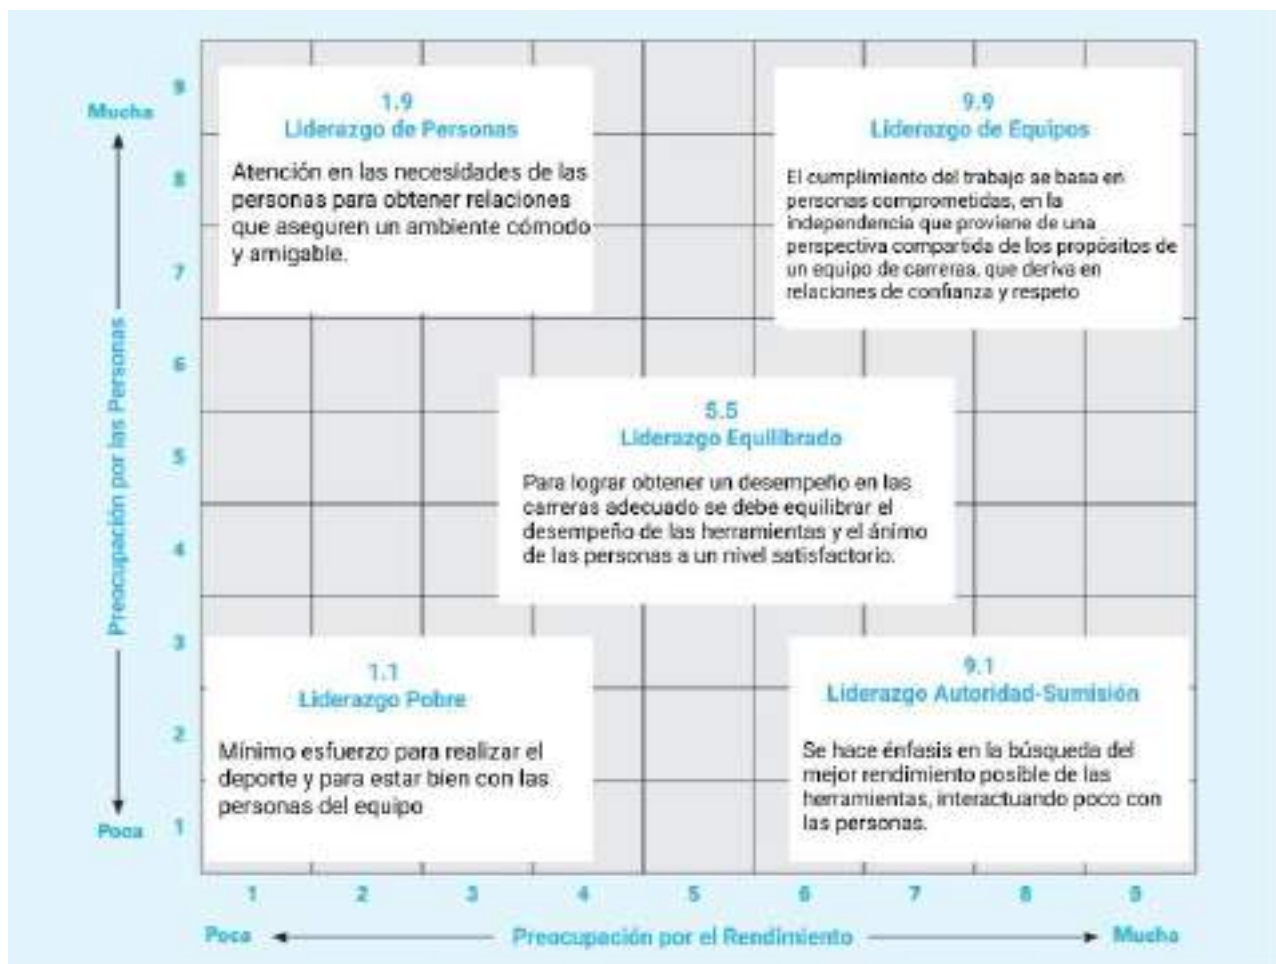 9
Mucha
1.9
Liderazgo de Personas
Atención en las necesidades de las
personas para obtener relaciones
que aseguren un ambiente cómodo
y amigable.
9.9
Liderazgo de Equipos
El cumplimiento del trabajo se basa en
personas comprometidas, en la
independencia que proviene de una
perspectiva compartida de los propósitos de
un equipo de carreras, que deriva en
relaciones de confianza y respeto
8
7
6
5.5
Liderazgo Equilibrado
Para lograr obtener un desempeño en las
carreras adecuado se debe equilibrar el
desempeño de las herramientas y el ánimo
de las personas a un nivel satisfactorio.
Preocupación por las Personas
5
4
3
1.1
Liderazgo Pobre
Mínimo esfuerzo para realizar el
deporte y para estar bien con las
personas del equipo
9.1
Liderazgo Autoridad-Sumisión
Se hace énfasis en la búsqueda del
mejor rendimiento posible de las
herramientas, interactuando poco con
las personas.
2
Poca
1
1 2 3 4 5 6 7 8 9
Poca Preocupación por el Rendimiento Mucha